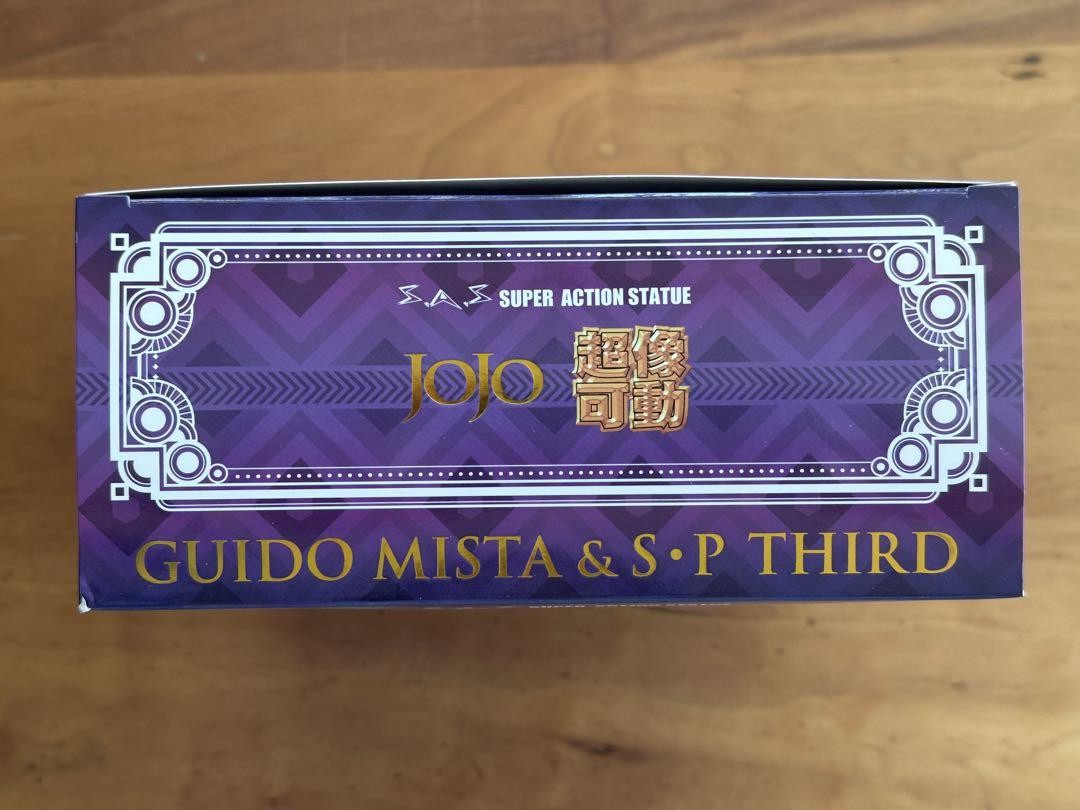 S.A.S SUPER ACTION STATUE
JOJO
超像
可動
GUIDO MISTA & S・P THIRD